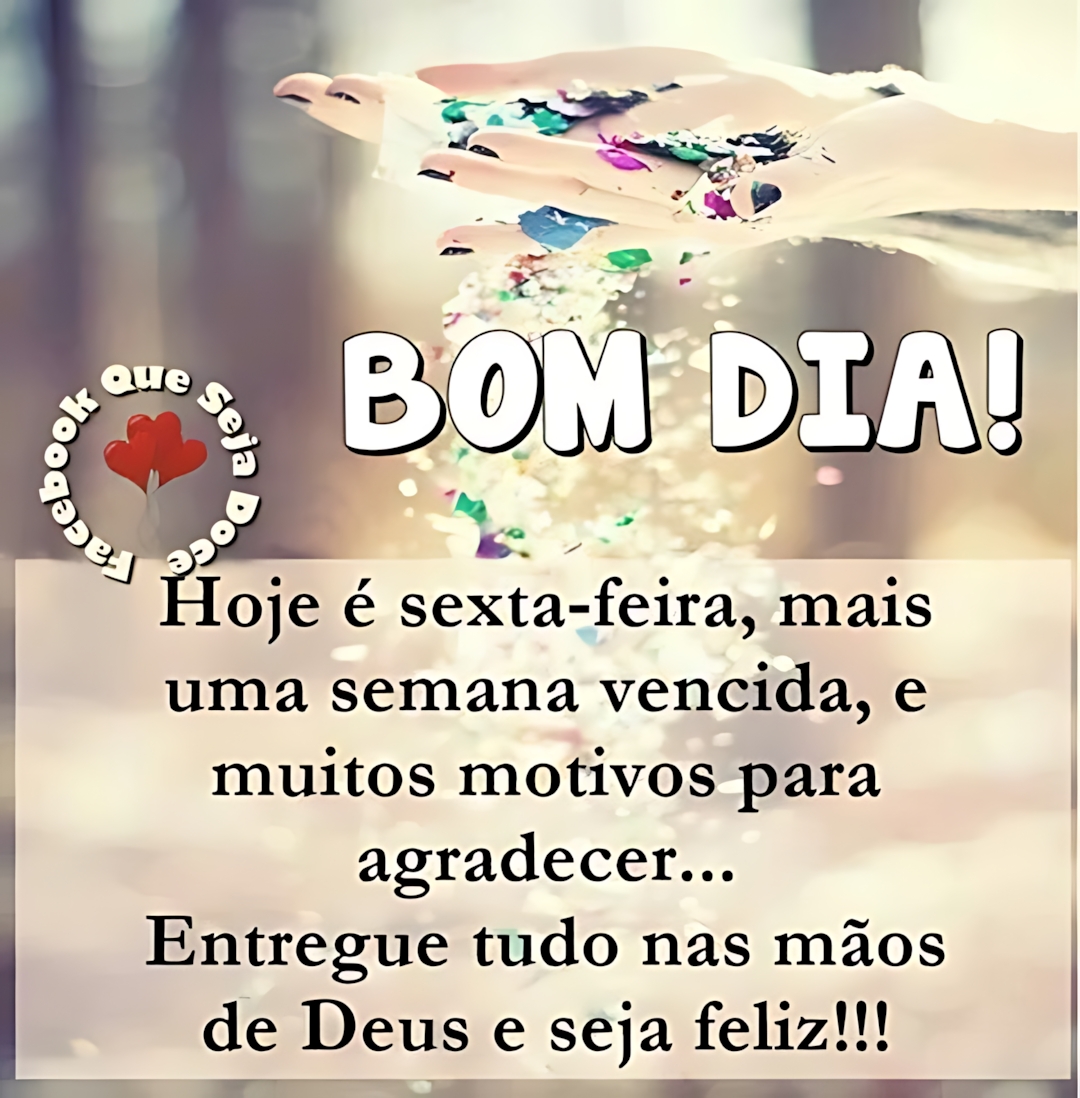 BOM DIA!
Facebook Que Seja Doce
Hoje é sexta-feira, mais
uma semana vencida, e
muitos motivos para
agradecer...
Entregue tudo nas mãos
de Deus e seja feliz!!!